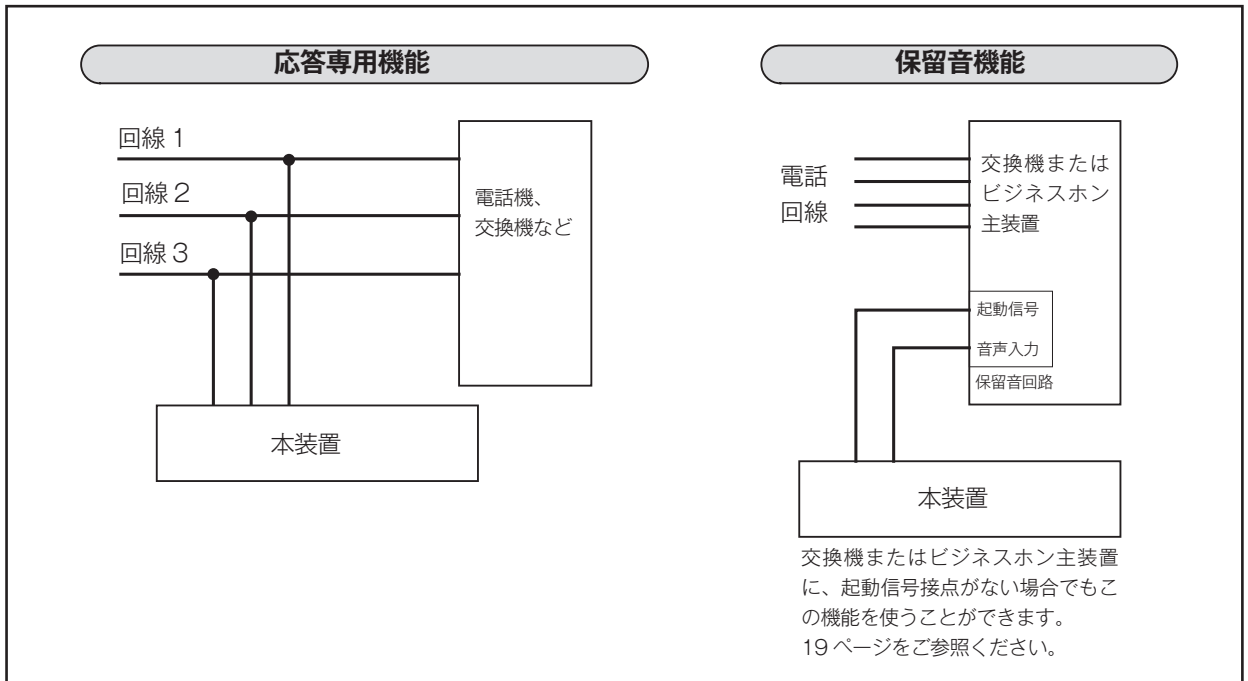 応答専用機能
回線 1
回線 2
回線 3
電話機、
交換機など
本装置
保留音機能
電話
回線
交換機または
ビジネスホン
主装置
起動信号
音声入力
保留音回路
本装置
交換機またはビジネスホン主装置
に、起動信号接点がない場合でもこ
の機能を使うことができます。
19 ページをご参照ください。